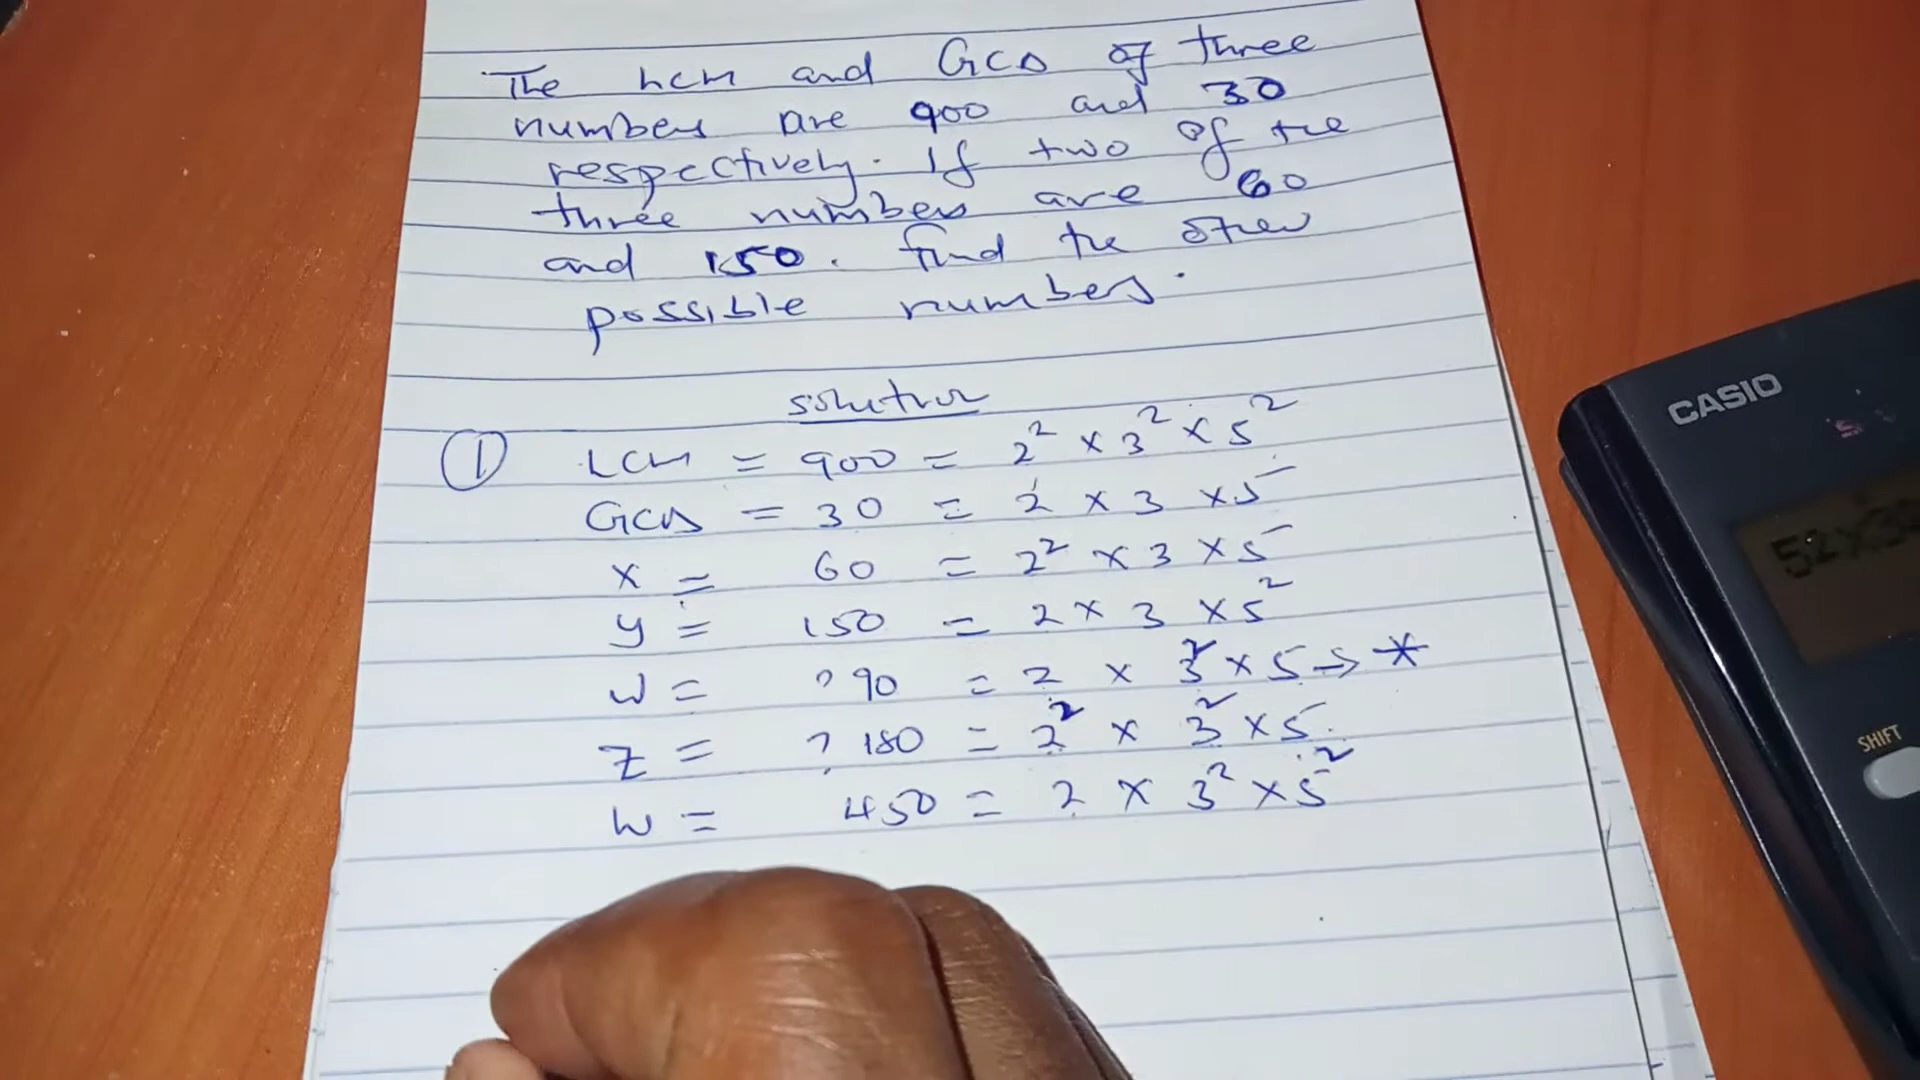 The LCM and GCD of three
numbers are 900 and 30
respectively. If two of the
three numbers are 60
and 150. find the other
possible numbers.
solution
① LCM = 900 = 2² × 3² × 5²
GCD = 30 = 2 × 3 × 5
x = 60 = 2² × 3 × 5
y = 150 = 2 × 3 × 5²
W = ? 90 = 2 × 3² × 5 → *
Z = ? 180 = 2² × 3² × 5
W = 450 = 2 × 3² × 5²
CASIO
SHIFT